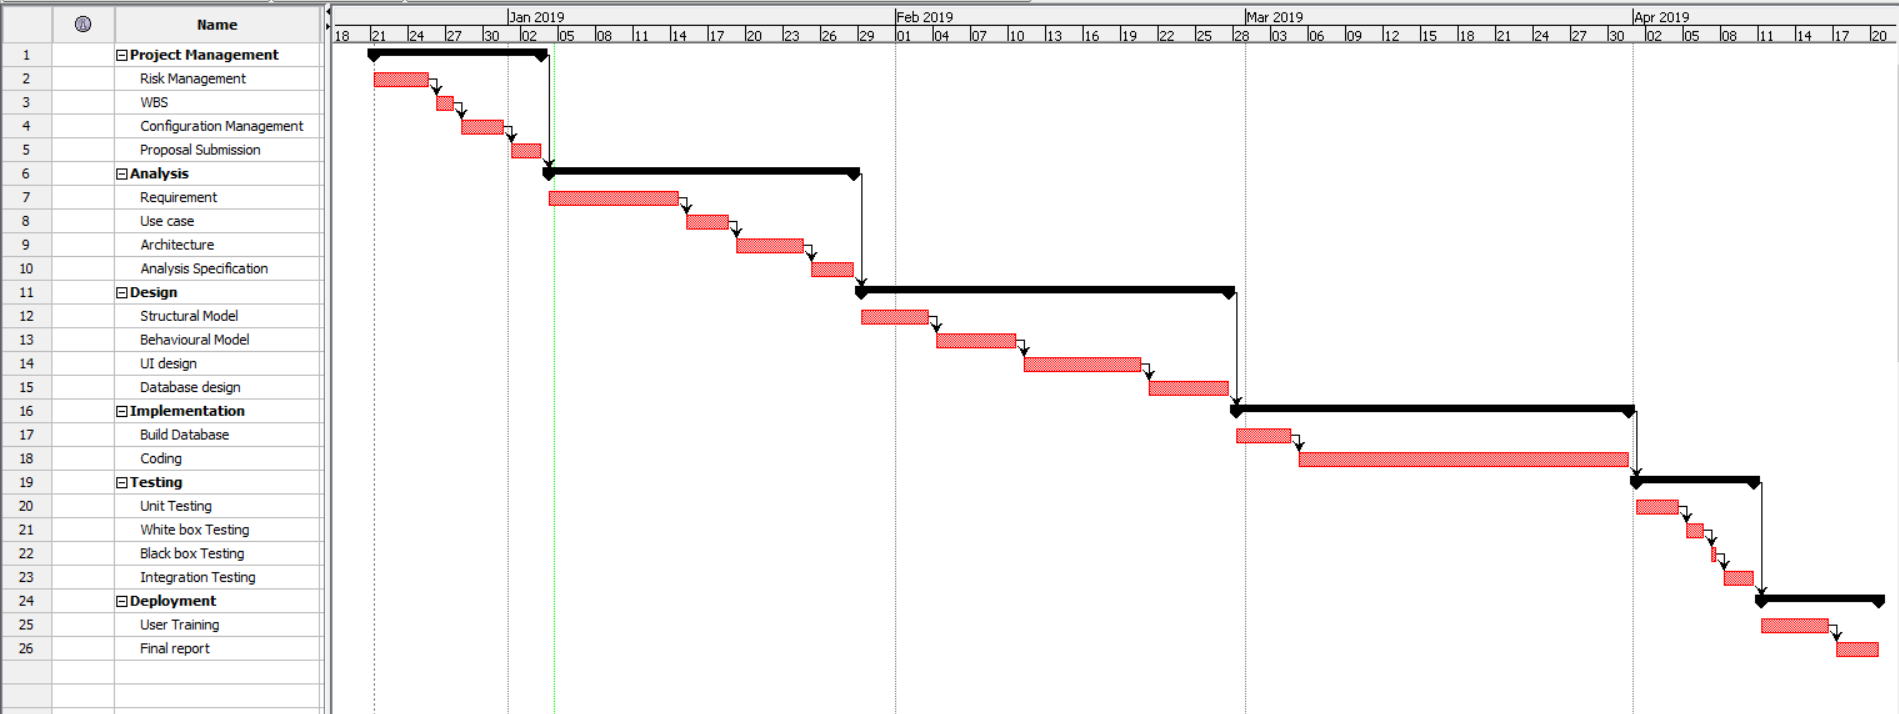 Name
Jan 2019 Feb 2019 Mar 2019 Apr 2019
18 21 24 27 30 02 05 08 11 14 17 20 23 26 29 01 04 07 10 13 16 19 22 25 28 03 06 09 12 15 18 21 24 27 30 02 05 08 11 14 17 20
1 Project Management
2 Risk Management
3 WBS
4 Configuration Management
5 Proposal Submission
6 Analysis
7 Requirement
8 Use case
9 Architecture
10 Analysis Specification
11 Design
12 Structural Model
13 Behavioural Model
14 UI design
15 Database design
16 Implementation
17 Build Database
18 Coding
19 Testing
20 Unit Testing
21 White box Testing
22 Black box Testing
23 Integration Testing
24 Deployment
25 User Training
26 Final report